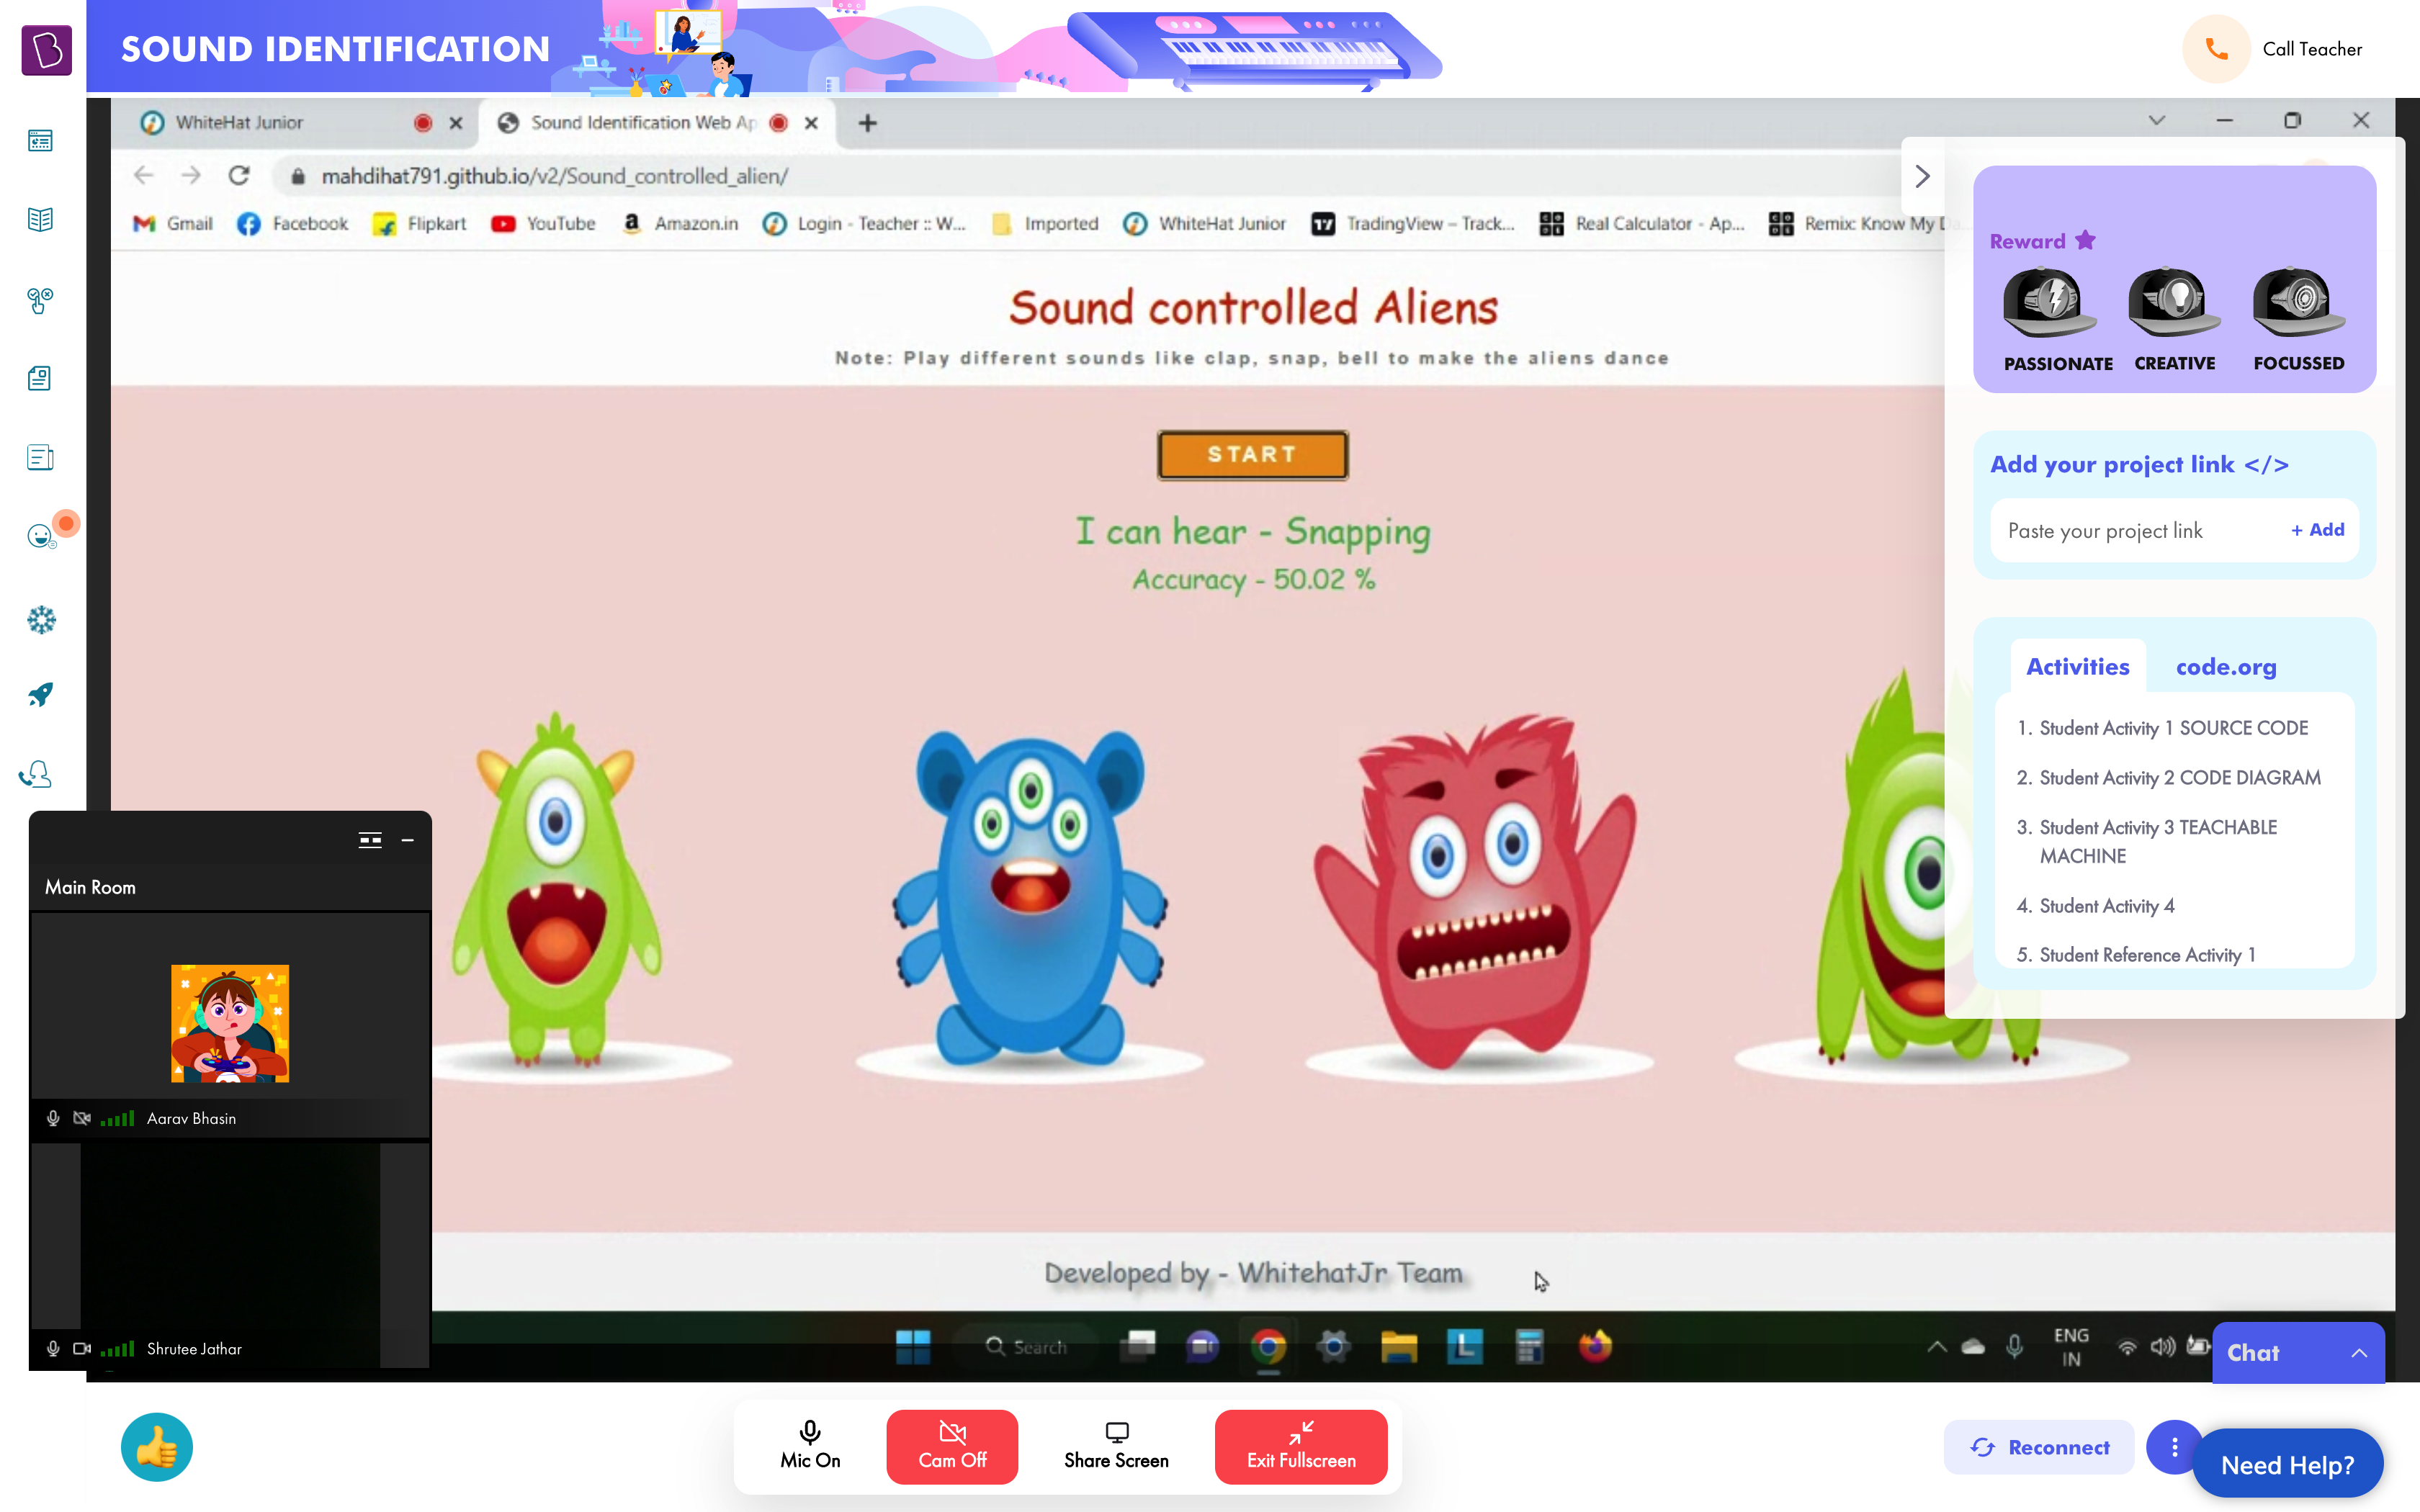 SOUND IDENTIFICATION
Call Teacher
WhiteHat Junior
Sound Identification Web Ap
mahdihat791.github.io/v2/Sound_controlled_alien/
Gmail
Facebook
Flipkart
YouTube
Amazon.in
Login - Teacher :: W...
Imported
WhiteHat Junior
TradingView – Track...
Real Calculator - Ap...
Remix: Know My Da...
Sound controlled Aliens
Note: Play different sounds like clap, snap, bell to make the aliens dance
START
I can hear - Snapping
Accuracy - 50.02 %
Reward
PASSIONATE
CREATIVE
FOCUSSED
Add your project link </>
Paste your project link
+ Add
Activities
code.org
1. Student Activity 1 SOURCE CODE
2. Student Activity 2 CODE DIAGRAM
3. Student Activity 3 TEACHABLE
MACHINE
4. Student Activity 4
5. Student Reference Activity 1
Main Room
Aarav Bhasin
Shrutee Jathar
Developed by - WhitehatJr Team
Search
ENG
IN
Chat
Mic On
Cam Off
Share Screen
Exit Fullscreen
Reconnect
Need Help?